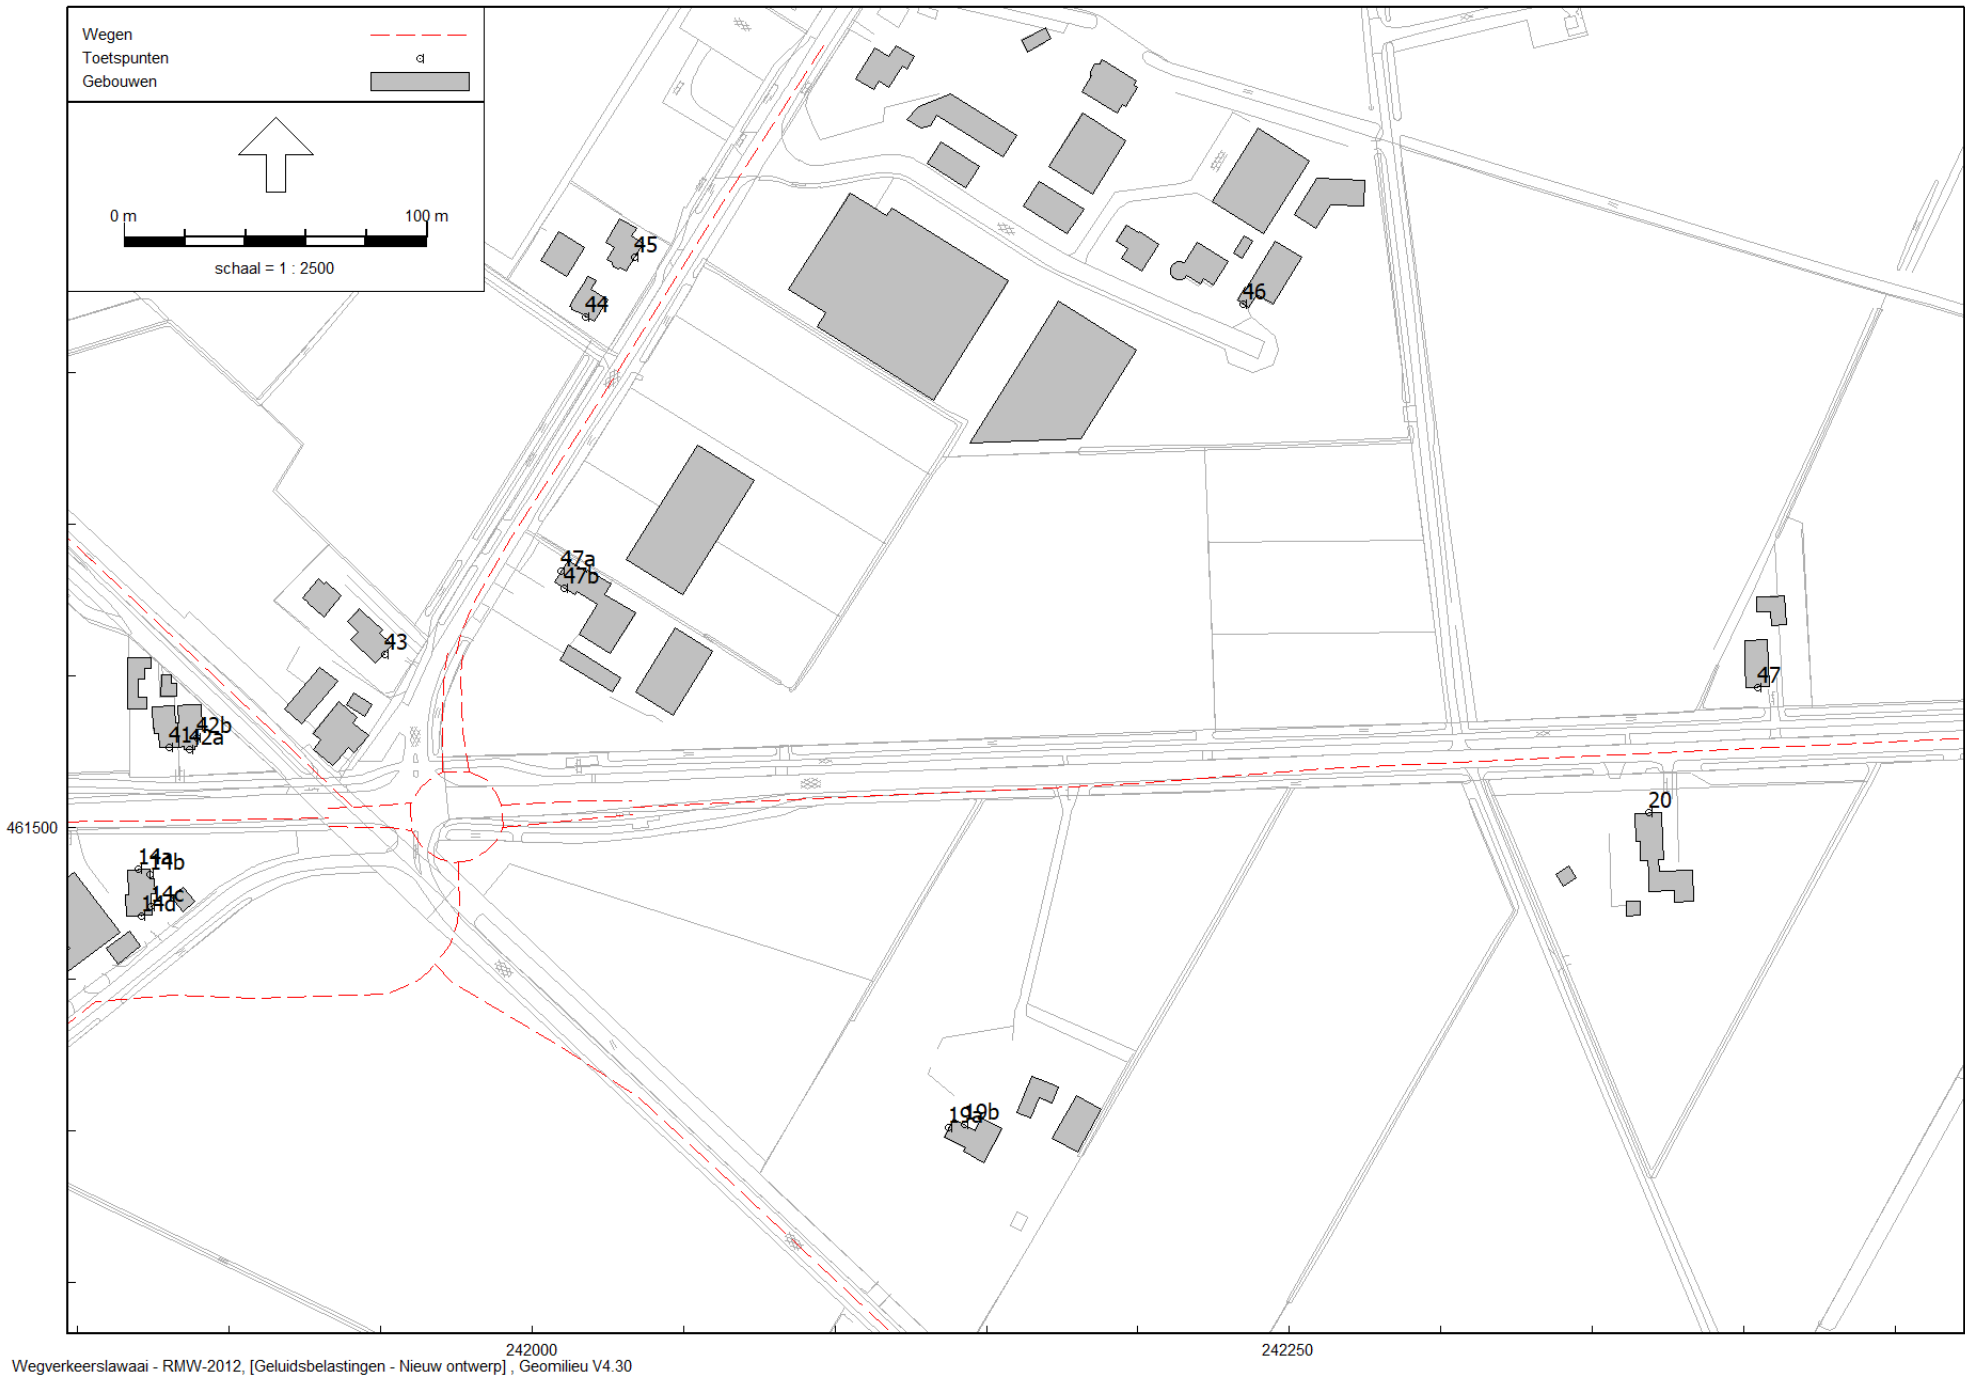 Wegen
Toetspunten
Gebouwen
0 m 100 m
schaal = 1 : 2500
45
44
46
47a
47b
43
47
42b
41
42a
20
461500
14a
14b
14c
14d
19a
19b
242000 242250
Wegverkeerslawaai - RMW-2012, [Geluidsbelastingen - Nieuw ontwerp] , Geomilieu V4.30